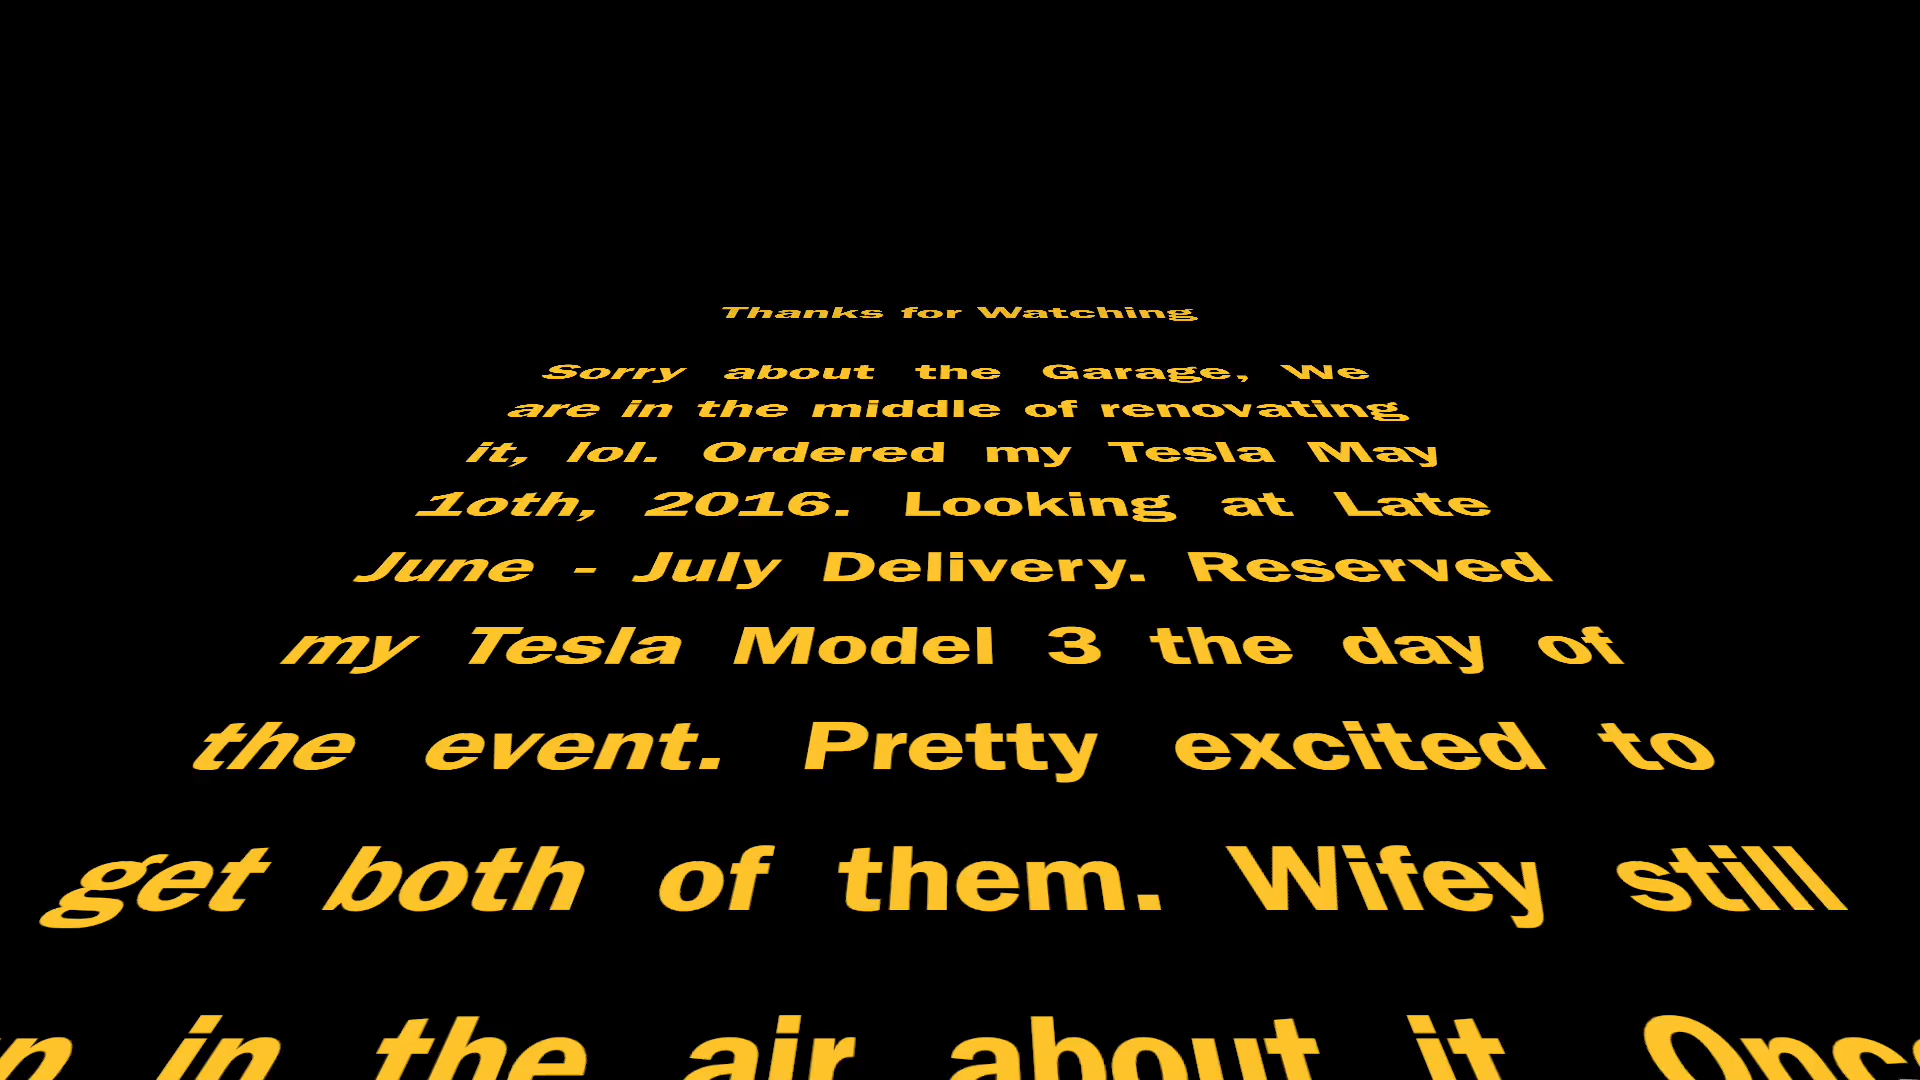 Thanks for Watching
Sorry about the Garage, We
are in the middle of renovating
it, lol. Ordered my Tesla May
1oth, 2016. Looking at Late
June - July Delivery. Reserved
my Tesla Model 3 the day of
the event. Pretty excited to
get both of them. Wifey still
in the air about it